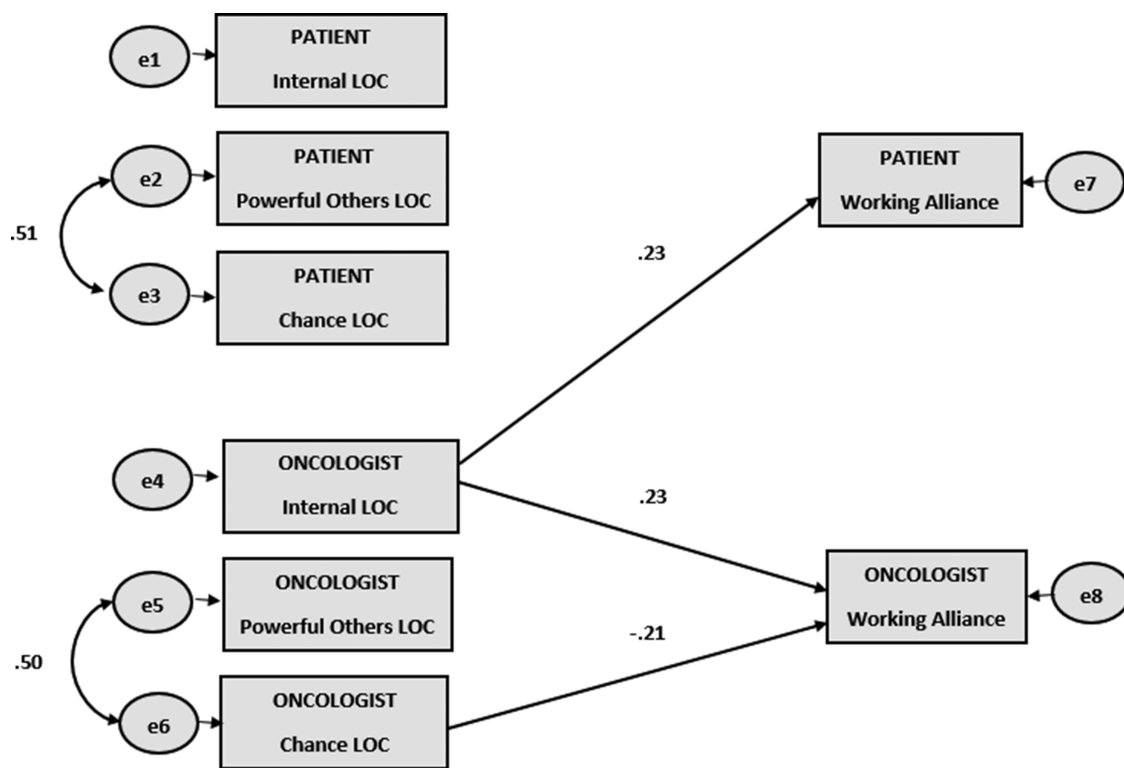 e1
PATIENT
Internal LOC
e2
PATIENT
Powerful Others LOC
.51
e3
PATIENT
Chance LOC
PATIENT
Working Alliance
e7
.23
e4
ONCOLOGIST
Internal LOC
.23
e5
ONCOLOGIST
Powerful Others LOC
.50
e6
ONCOLOGIST
Chance LOC
-.21
ONCOLOGIST
Working Alliance
e8